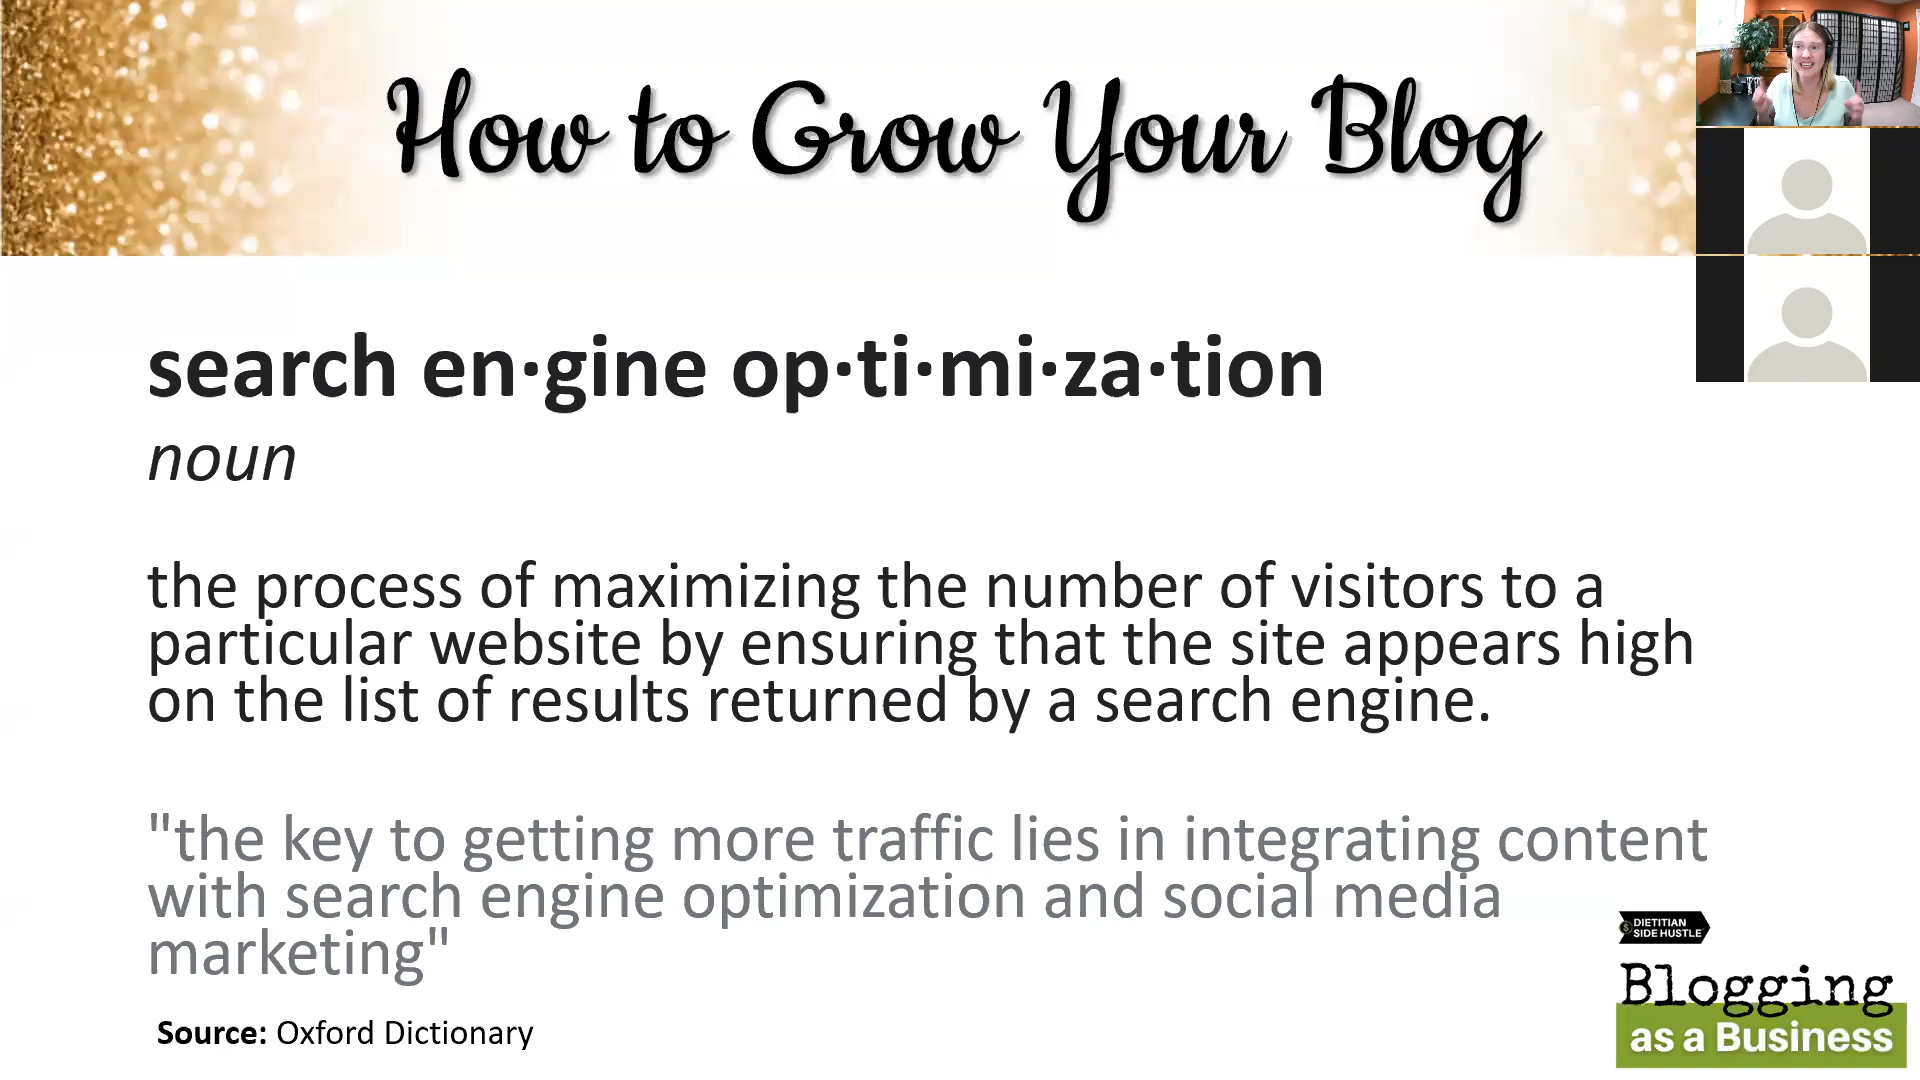 How to Grow Your Blog
search en·gine op·ti·mi·za·tion
noun
the process of maximizing the number of visitors to a
particular website by ensuring that the site appears high
on the list of results returned by a search engine.
"the key to getting more traffic lies in integrating content
with search engine optimization and social media
marketing"
Source: Oxford Dictionary
DIETITIAN
SIDE HUSTLE
Blogging
as a Business